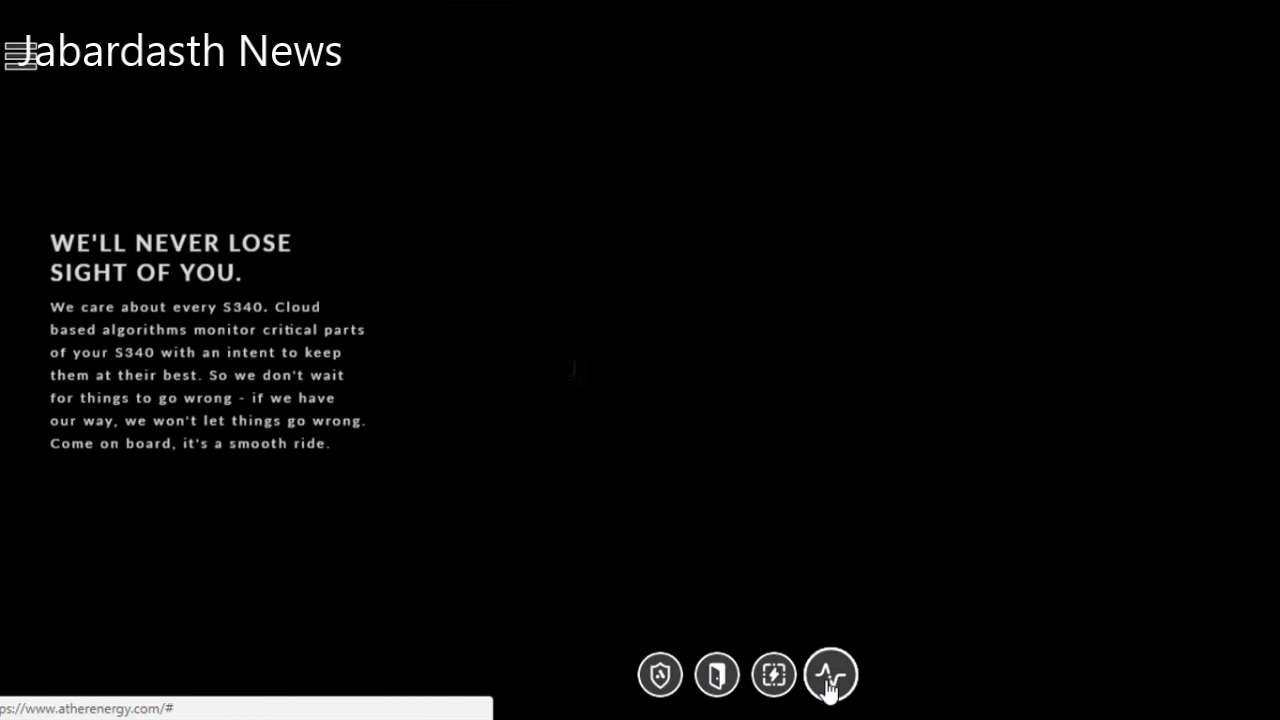 Jabardasth News
WE'LL NEVER LOSE
SIGHT OF YOU.
We care about every S340. Cloud
based algorithms monitor critical parts
of your S340 with an intent to keep
them at their best. So we don't wait
for things to go wrong - if we have
our way, we won't let things go wrong.
Come on board, it's a smooth ride.
ps://www.atherenergy.com/#